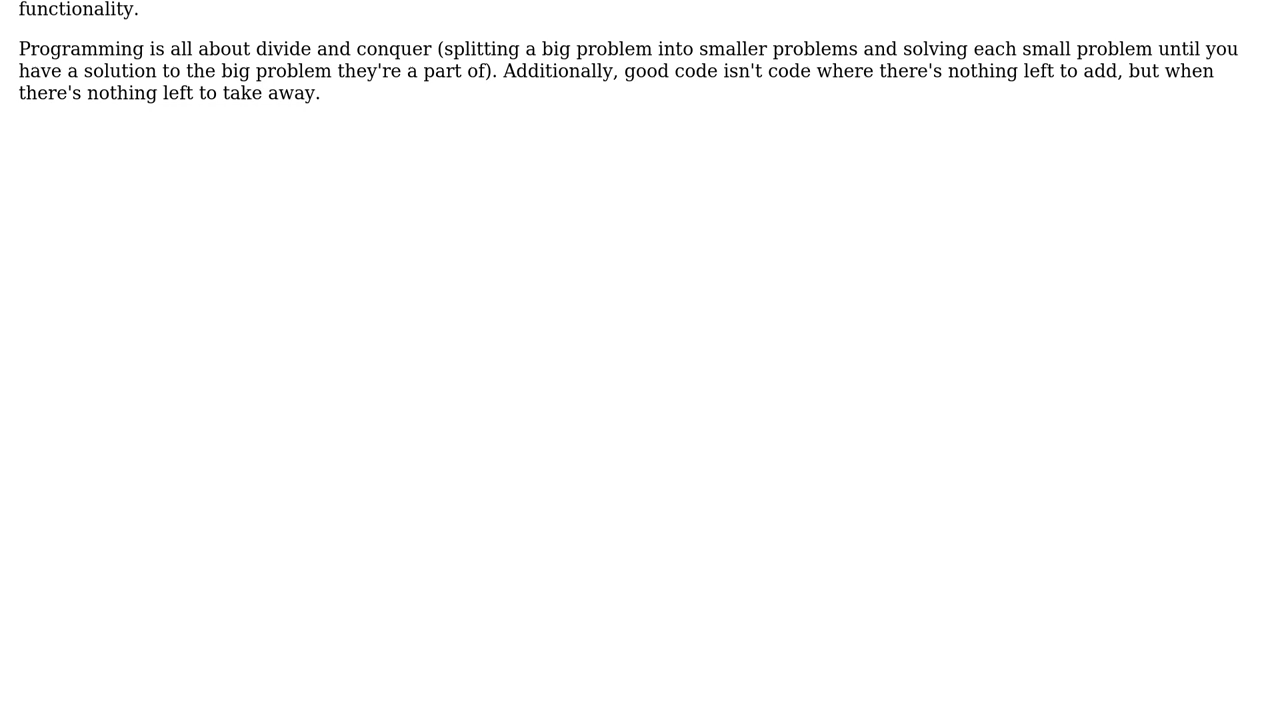 functionality.
Programming is all about divide and conquer (splitting a big problem into smaller problems and solving each small problem until you
have a solution to the big problem they're a part of). Additionally, good code isn't code where there's nothing left to add, but when
there's nothing left to take away.